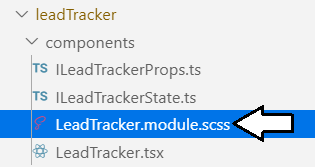 leadTracker
components
TS ILeadTrackerProps.ts
TS ILeadTrackerState.ts
LeadTracker.module.scss
LeadTracker.tsx